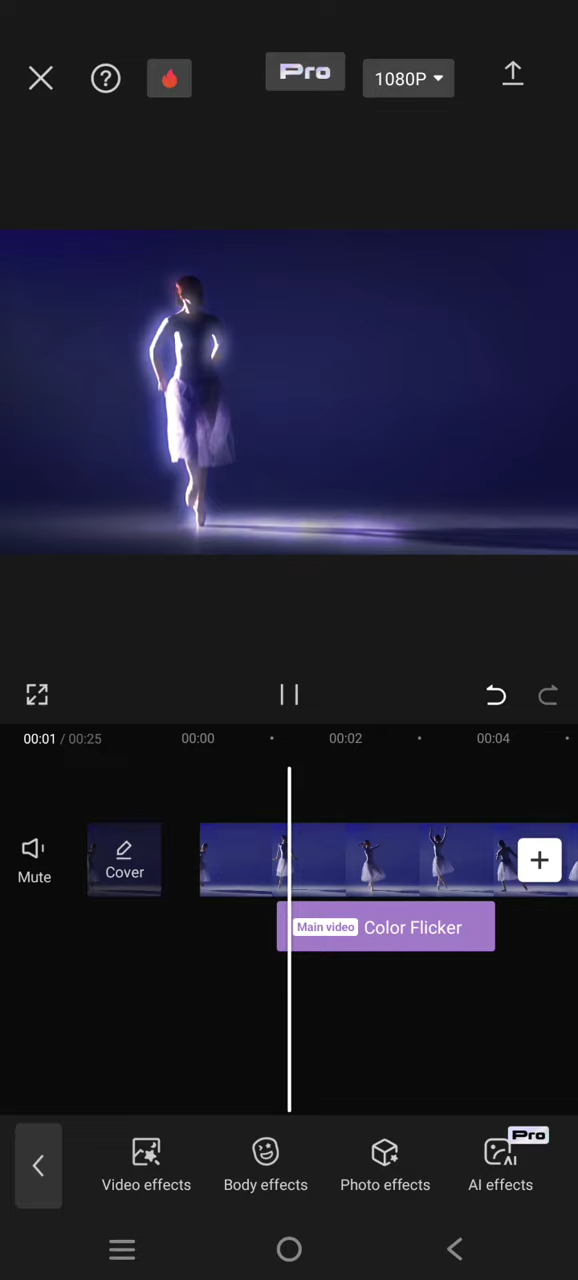 Pro
1080P
00:01 / 00:25
00:00
00:02
00:04
Mute
Cover
Main video Color Flicker
Pro
Video effects
Body effects
Photo effects
AI
AI effects